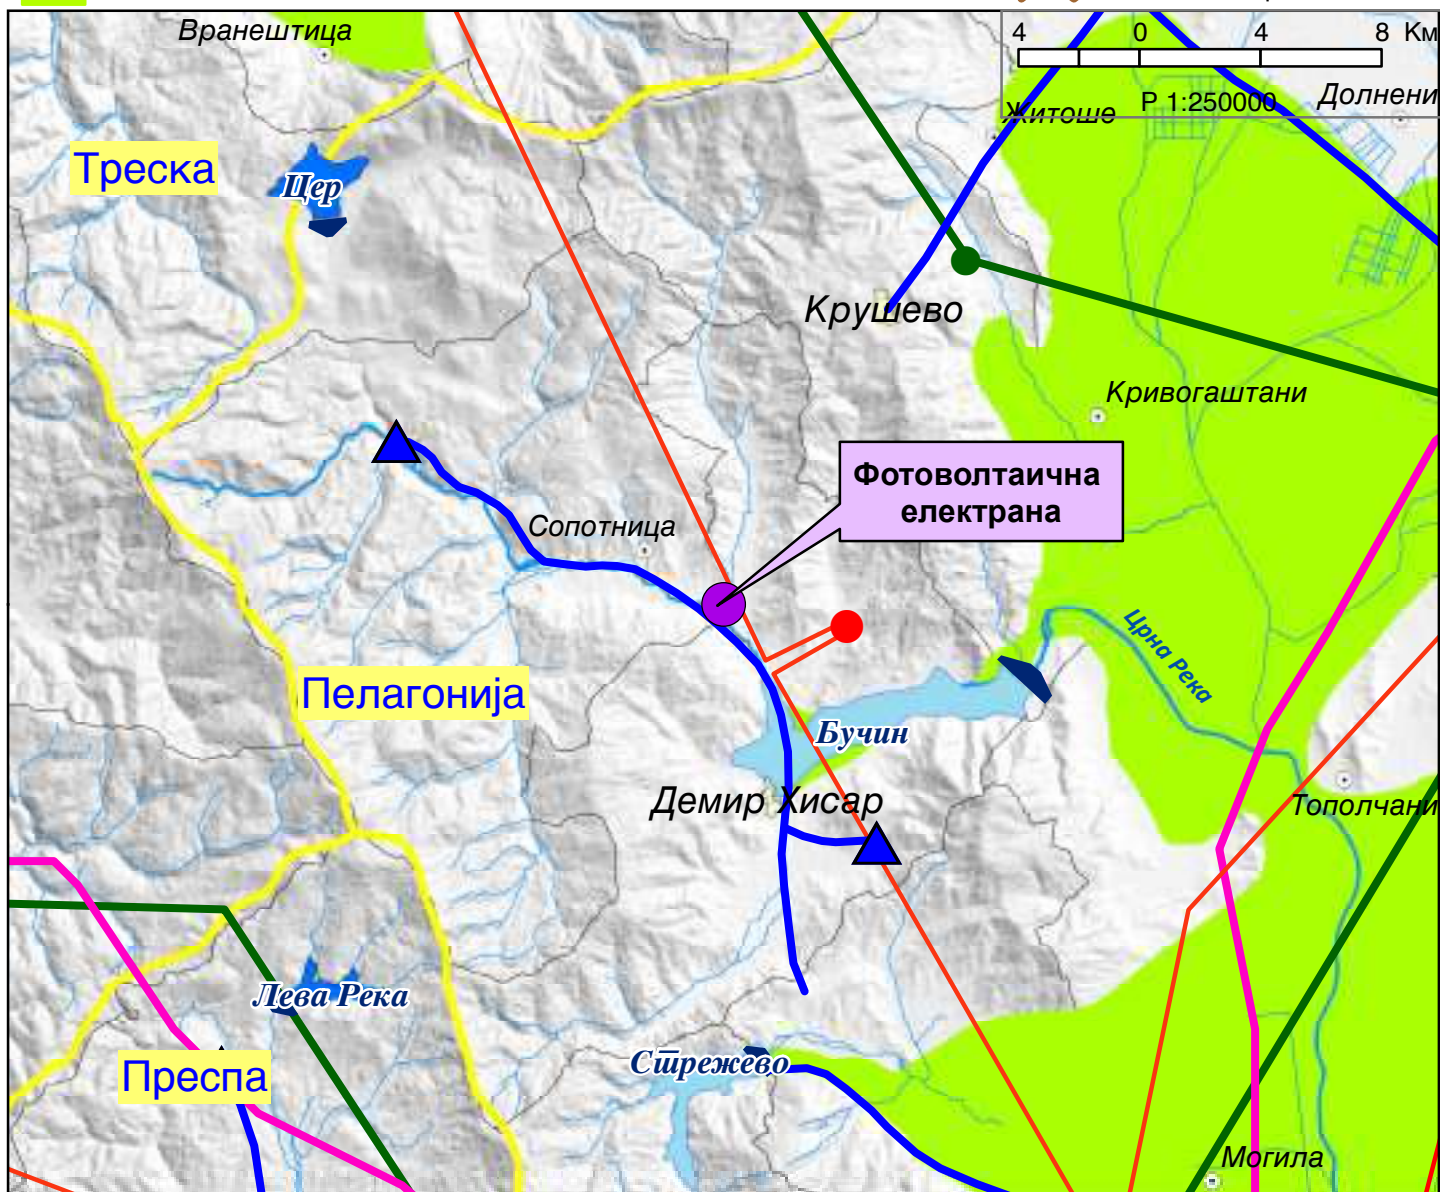 Вранештица
4 0 4 8 Км
Р 1:250000
Долнени
Житоше
Треска
Цер
Крушево
Кривогаштани
Фотоволтаична
електрана
Сопотница
Црна Река
Пелагонија
Бучин
Демир Хисар
Тополчани
Лева Река
Стрежево
Преспа
Могила